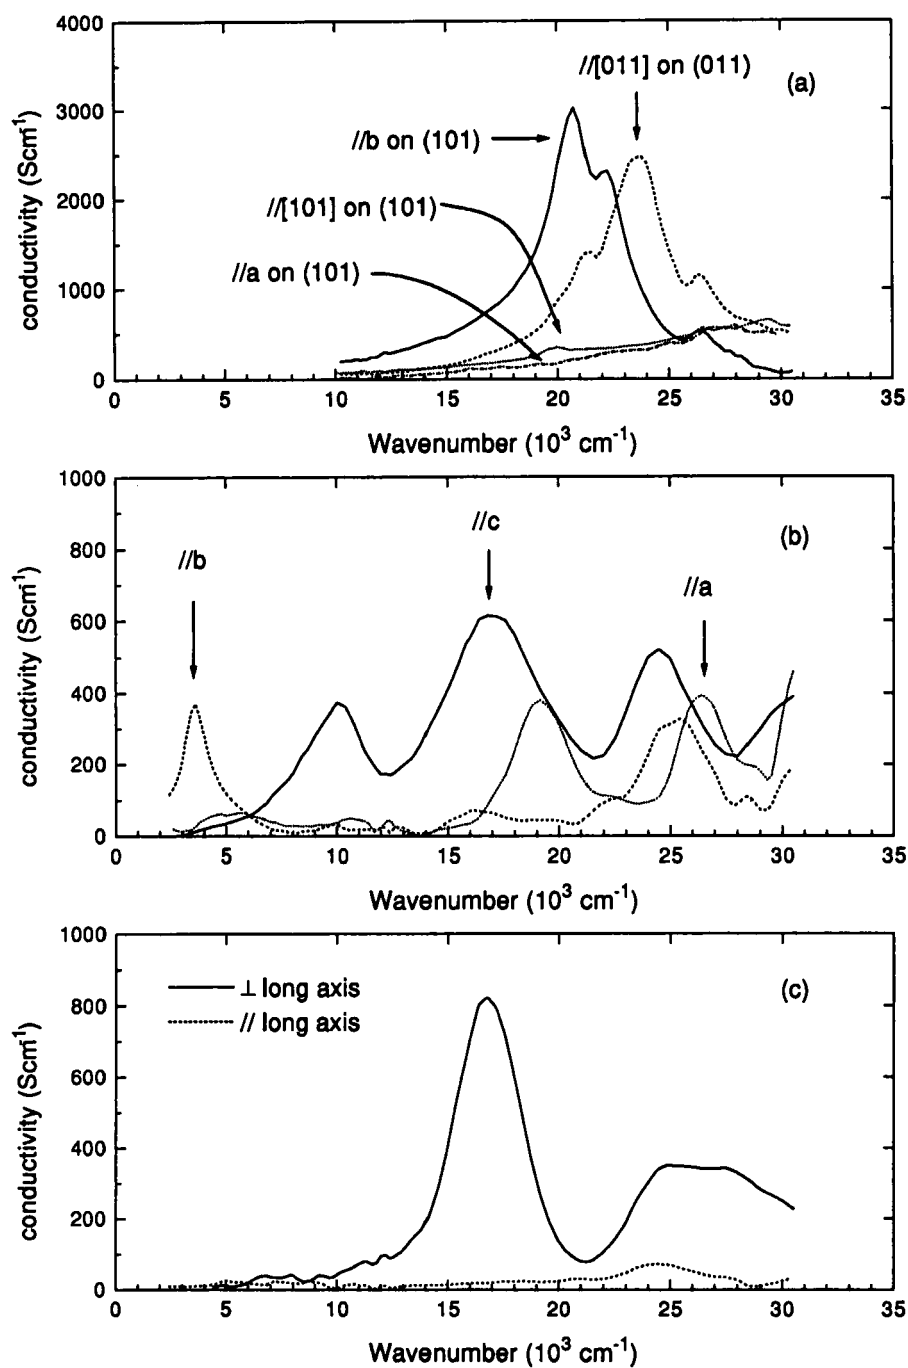 4000
3000
2000
1000
0
conductivity (Scm⁻¹)
//[011] on (011)
(a)
//b on (101)
//[101] on (101)
//a on (101)
0 5 10 15 20 25 30 35
Wavenumber (10³ cm⁻¹)
1000
800
600
400
200
0
conductivity (Scm⁻¹)
//b
//c
//a
(b)
0 5 10 15 20 25 30 35
Wavenumber (10³ cm⁻¹)
1000
800
600
400
200
0
conductivity (Scm⁻¹)
⊥ long axis
// long axis
(c)
0 5 10 15 20 25 30 35
Wavenumber (10³ cm⁻¹)